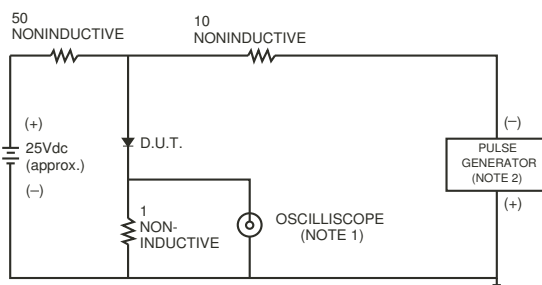 50
NONINDUCTIVE
10
NONINDUCTIVE
(+)
25Vdc
(approx.)
(–)
D.U.T.
1
NON-
INDUCTIVE
OSCILLISCOPE
(NOTE 1)
(–)
PULSE
GENERATOR
(NOTE 2)
(+)